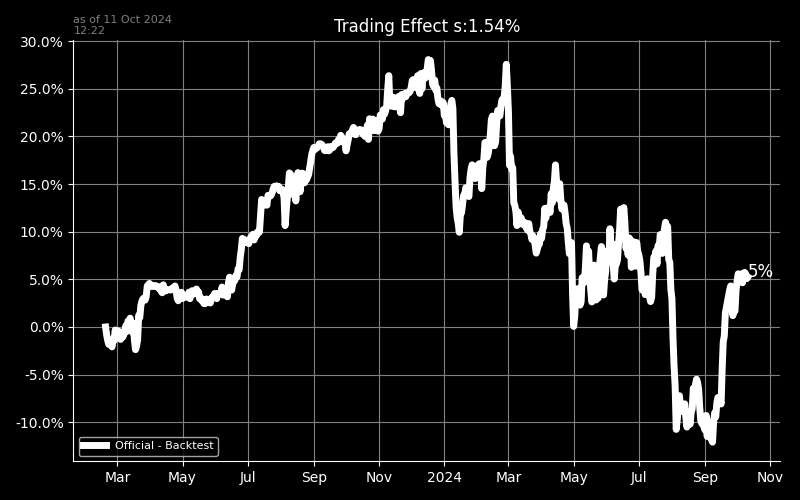 as of 11 Oct 2024
12:22
Trading Effect s:1.54%
30.0%
25.0%
20.0%
15.0%
10.0%
5.0%
0.0%
-5.0%
-10.0%
5%
Official - Backtest
Mar May Jul Sep Nov 2024 Mar May Jul Sep Nov